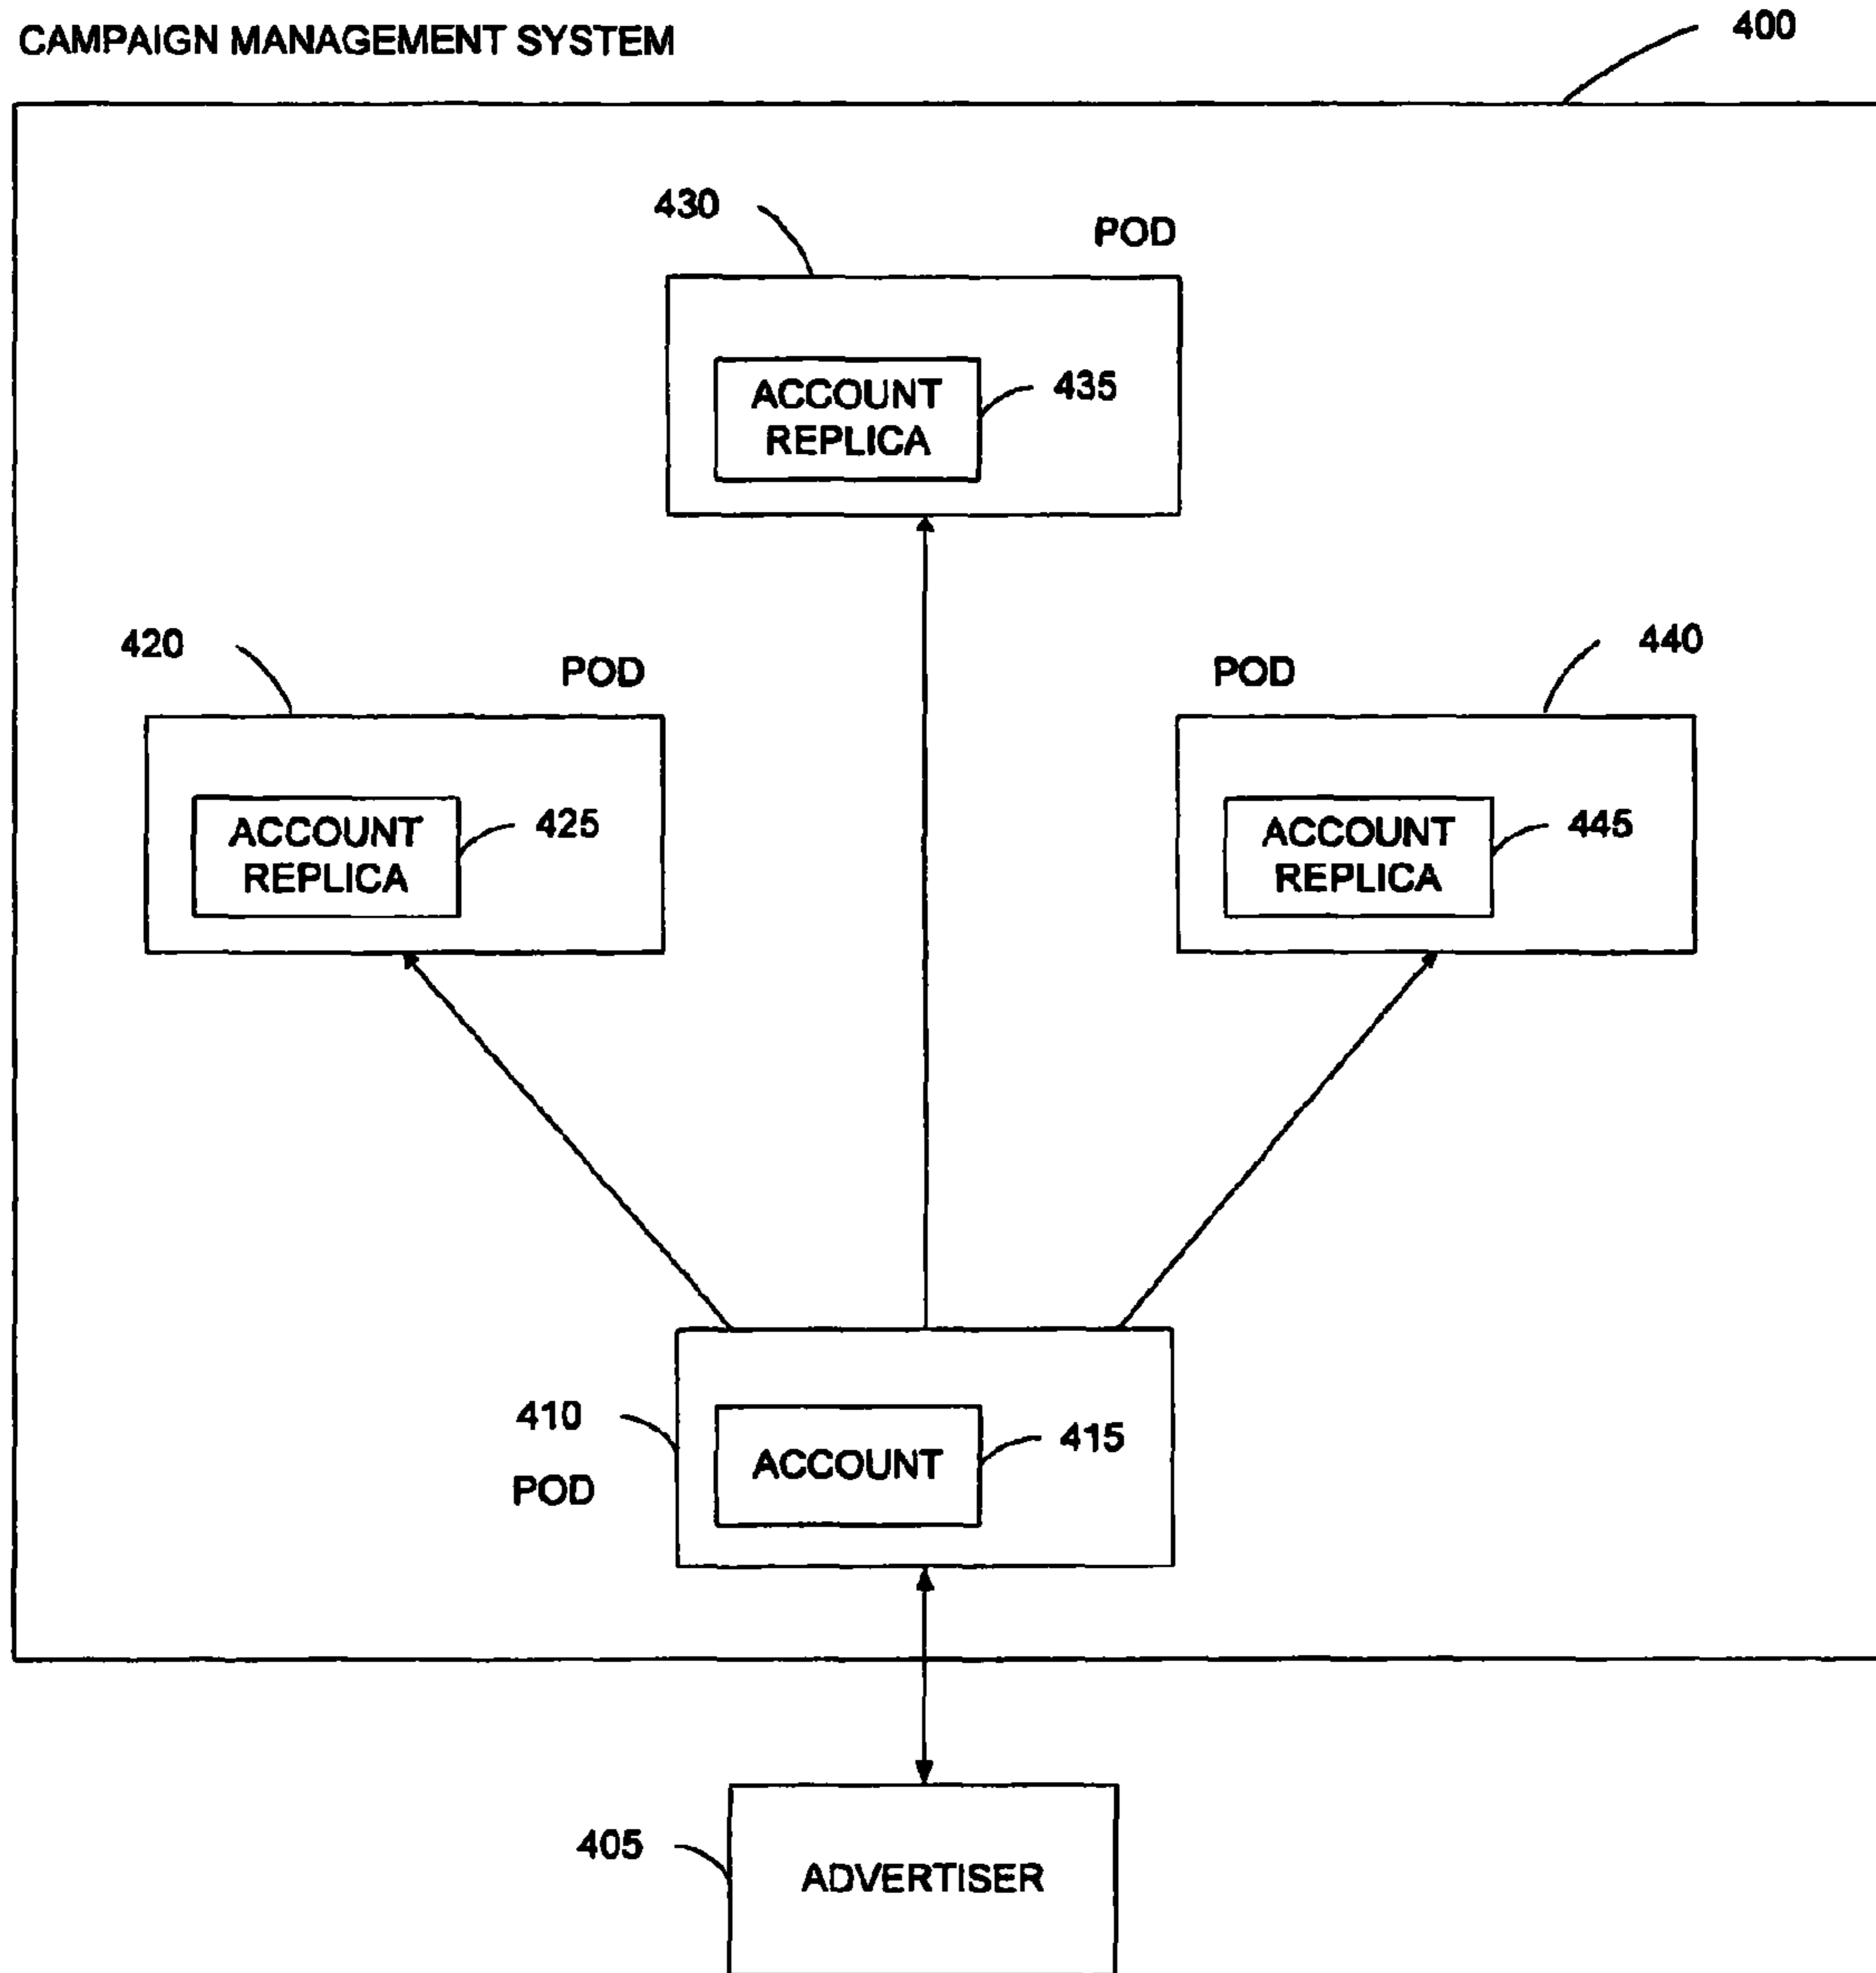 CAMPAIGN MANAGEMENT SYSTEM
400
430
POD
ACCOUNT
REPLICA
435
420
POD
POD
440
ACCOUNT
REPLICA
425
ACCOUNT
REPLICA
445
410
POD
ACCOUNT
415
405
ADVERTISER